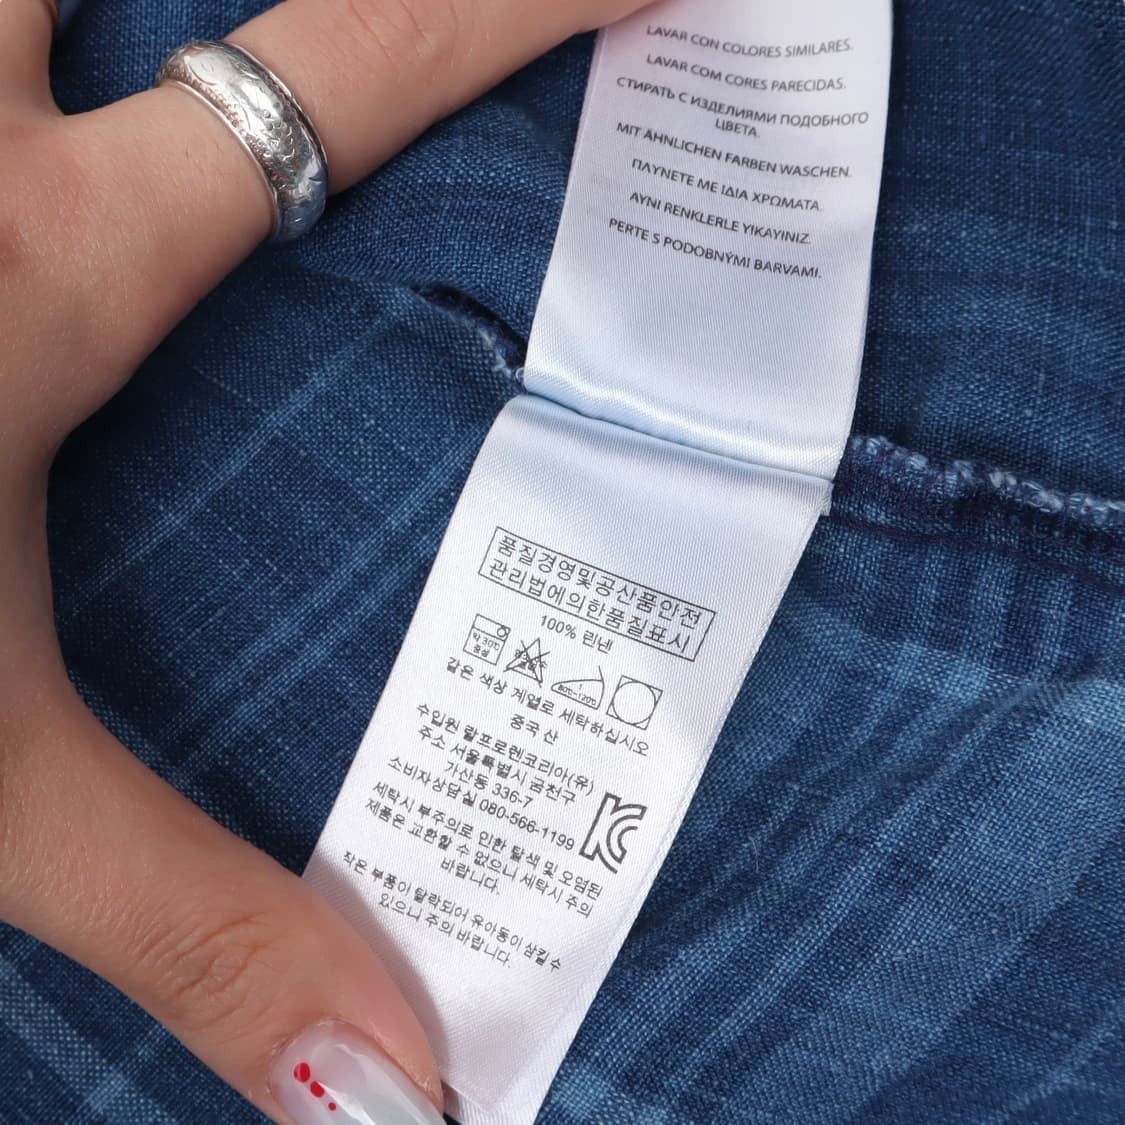 LAVAR CON COLORES SIMILARES.
LAVAR COM CORES PARECIDAS.
СТИРАТЬ С ИЗДЕЛИЯМИ ПОДОБНОГО
ЦВЕТА.
MIT ÄHNLICHEN FARBEN WASCHEN.
ΠΛΥΝΕΤΕ ΜΕ ΙΔΙΑ ΧΡΩΜΑΤΑ.
AYNI RENKLERLE YIKAYINIZ.
PERTE S PODOBNÝMI BARVAMI.
품질경영및공산품안전
관리법에의한품질표시
100% 린넨
약 30℃
중성
80℃~120℃
같은 색상 계열로 세탁하십시오
중국 산
수입원 랄프로렌코리아(유)
주소 서울특별시 금천구
가산동 336-7
소비자상담실 080-566-1199
KC
세탁시 부주의로 인한 탈색 및 오염된
제품은 교환할 수 없으니 세탁시 주의
바랍니다.
작은 부품이 탈락되어 유아동이 삼킬 수
있으니 주의 바랍니다.